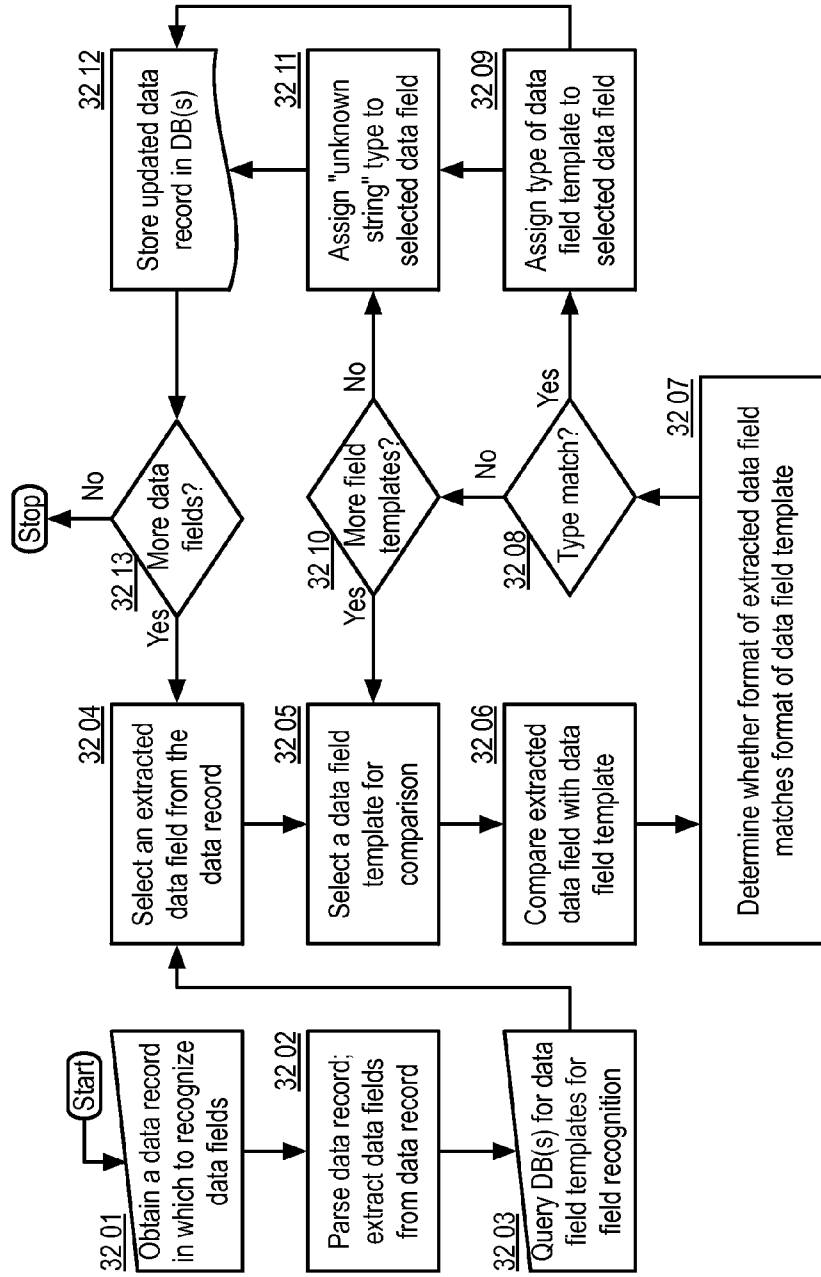 Start
32 01
Obtain a data record
in which to recognize
data fields
32 02
Parse data record;
extract data fields
from data record
32 03
Query DB(s) for data
field templates for
field recognition
32 04
Select an extracted
data field from the
data record
32 05
Select a data field
template for
comparison
32 06
Compare extracted
data field with data
field template
32 07
Determine whether format of extracted data field
matches format of data field template
32 08
Type match?
No
Yes
32 09
Assign type of data
field template to
selected data field
32 10
More field
templates?
Yes
No
32 11
Assign "unknown
string" type to
selected data field
32 12
Store updated data
record in DB(s)
32 13
More data
fields?
Yes
No
Stop